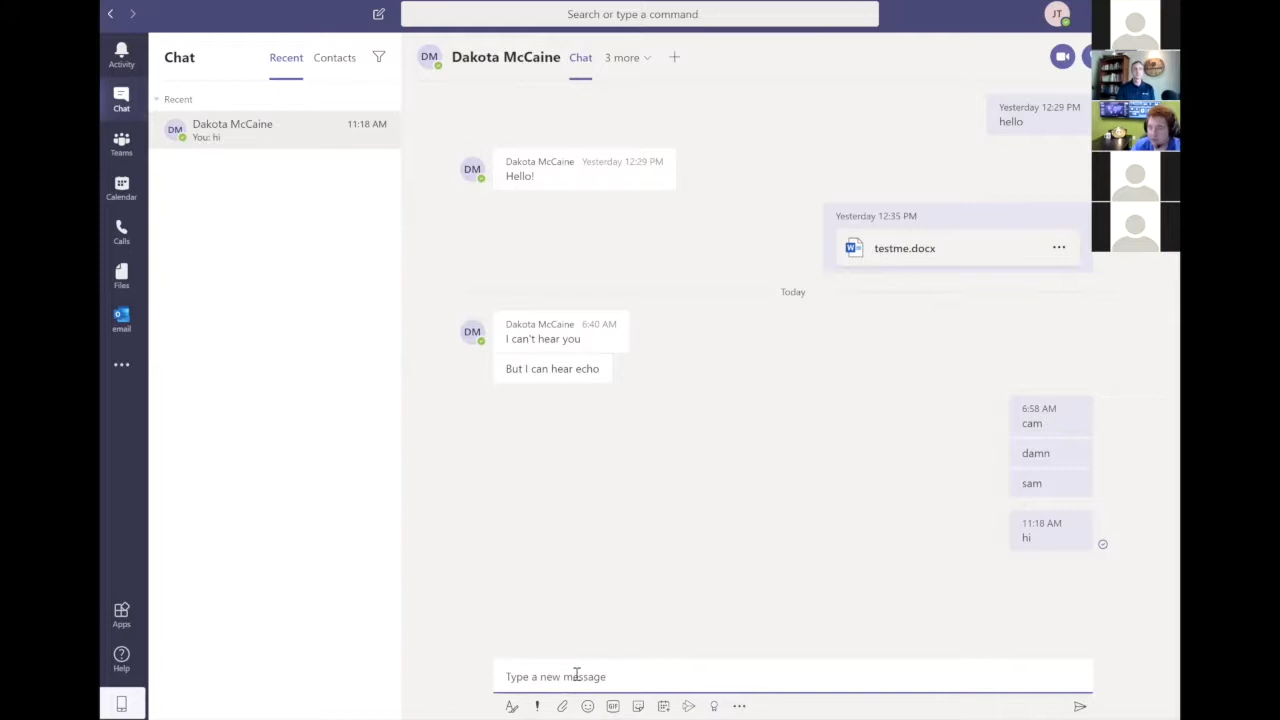 Search or type a command
JT
Activity
Chat
Teams
Calendar
Calls
Files
email
Apps
Help
Chat
Recent
Contacts
Recent
DM
Dakota McCaine
11:18 AM
You: hi
DM
Dakota McCaine
Chat
3 more
Yesterday 12:29 PM
hello
DM
Dakota McCaine Yesterday 12:29 PM
Hello!
Yesterday 12:35 PM
testme.docx
Today
DM
Dakota McCaine 6:40 AM
I can't hear you
But I can hear echo
6:58 AM
cam
damn
sam
11:18 AM
hi
Type a new message
GIF